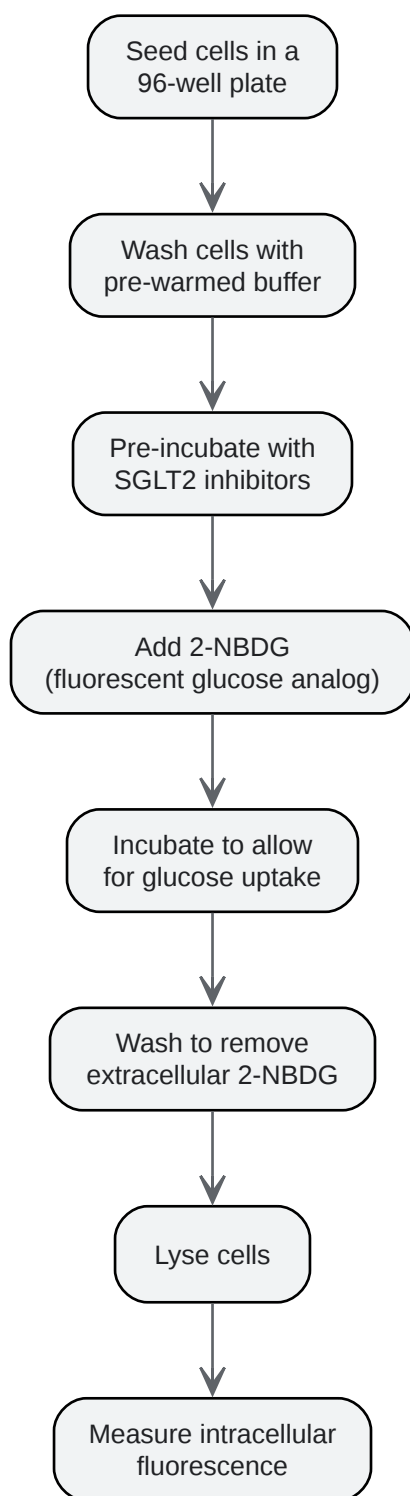 Seed cells in a
96-well plate
Wash cells with
pre-warmed buffer
Pre-incubate with
SGLT2 inhibitors
Add 2-NBDG
(fluorescent glucose analog)
Incubate to allow
for glucose uptake
Wash to remove
extracellular 2-NBDG
Lyse cells
Measure intracellular
fluorescence